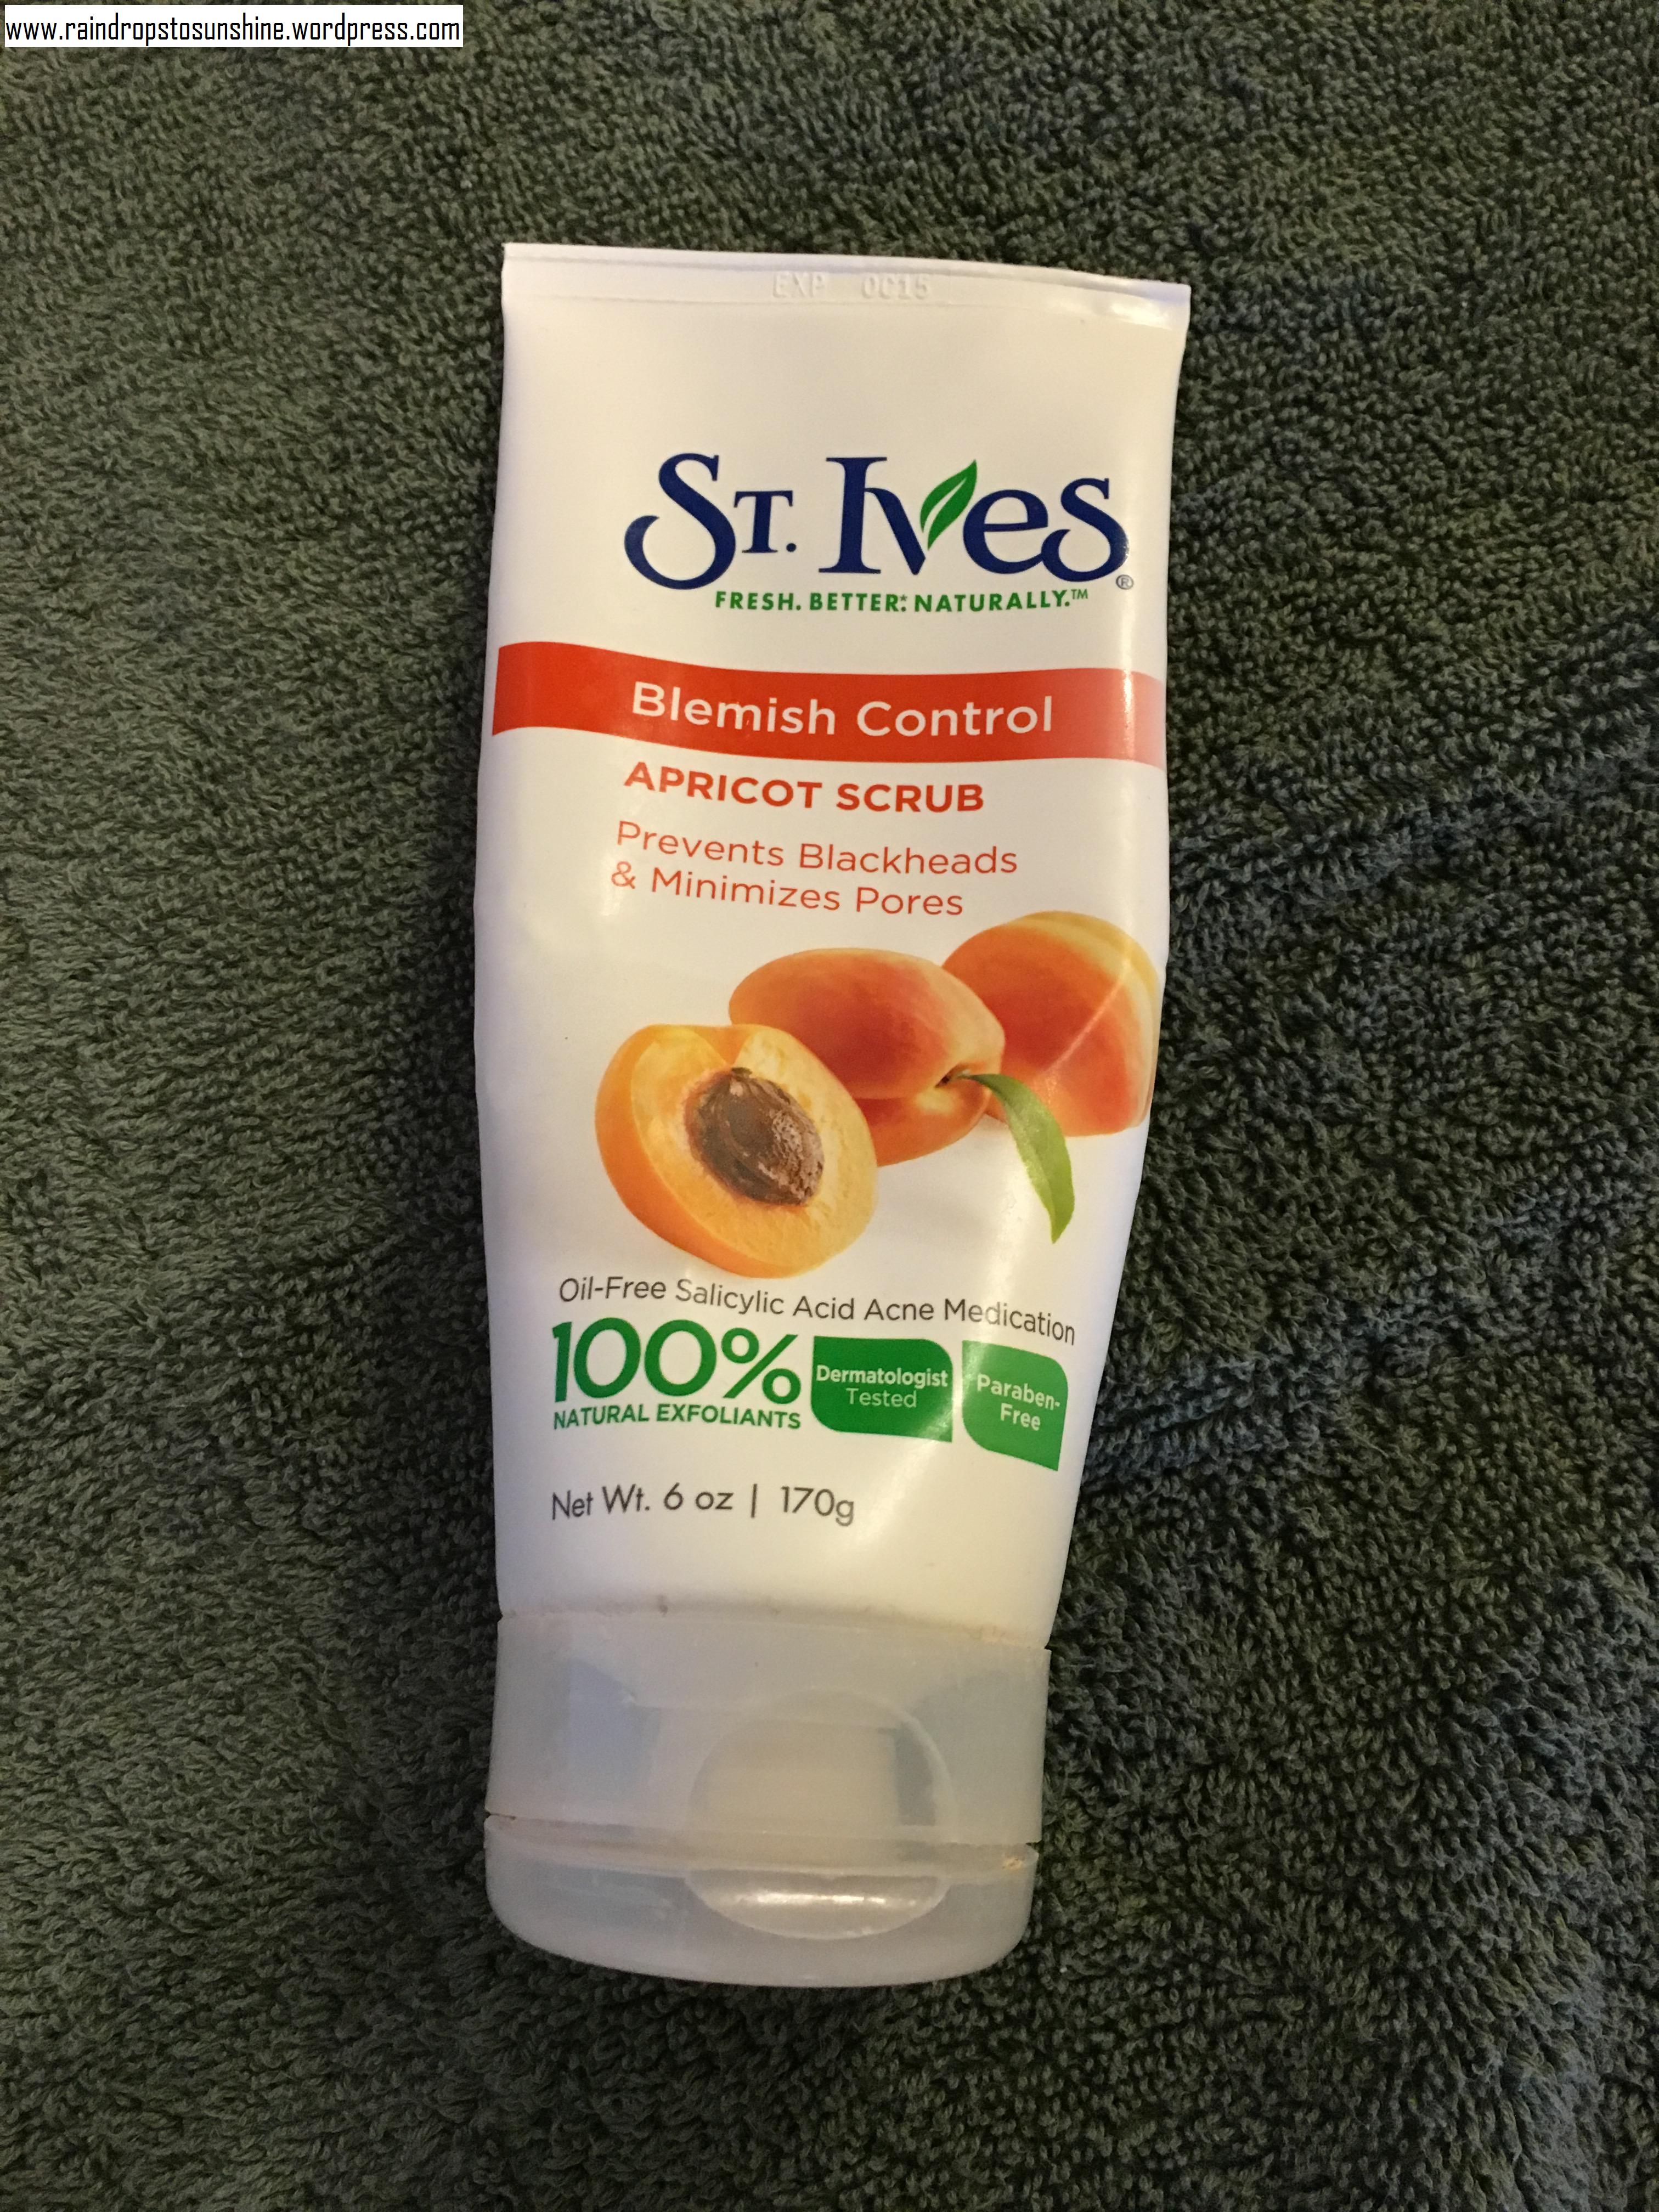 www.raindropstosunshine.wordpress.com
EXP 0C15
ST. IVES®
FRESH. BETTER.* NATURALLY.™
Blemish Control
APRICOT SCRUB
Prevents Blackheads
& Minimizes Pores
Oil-Free Salicylic Acid Acne Medication
100%
NATURAL EXFOLIANTS
Dermatologist
Tested
Paraben-
Free
Net Wt. 6 oz | 170g